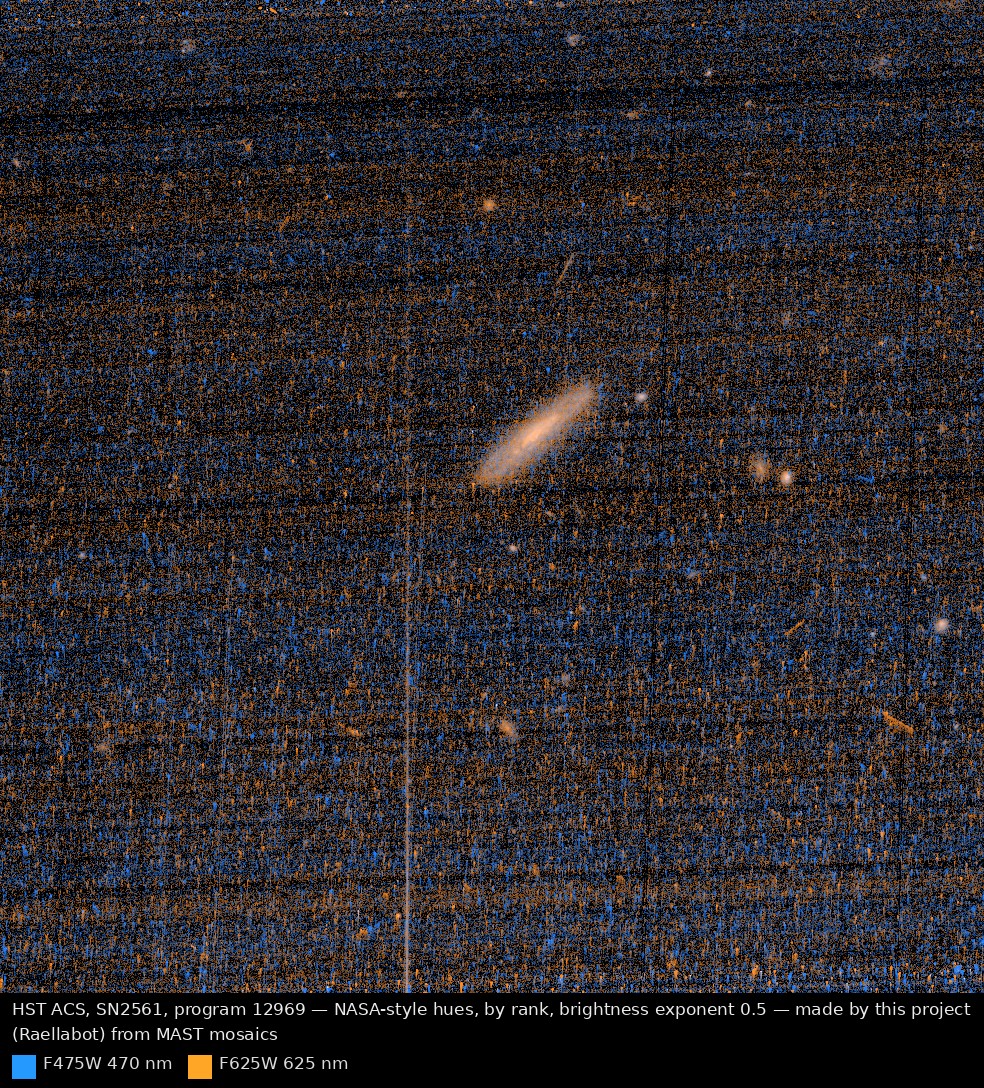 HST ACS, SN2561, program 12969 — NASA-style hues, by rank, brightness exponent 0.5 — made by this project
(Raellabot) from MAST mosaics
F475W 470 nm F625W 625 nm